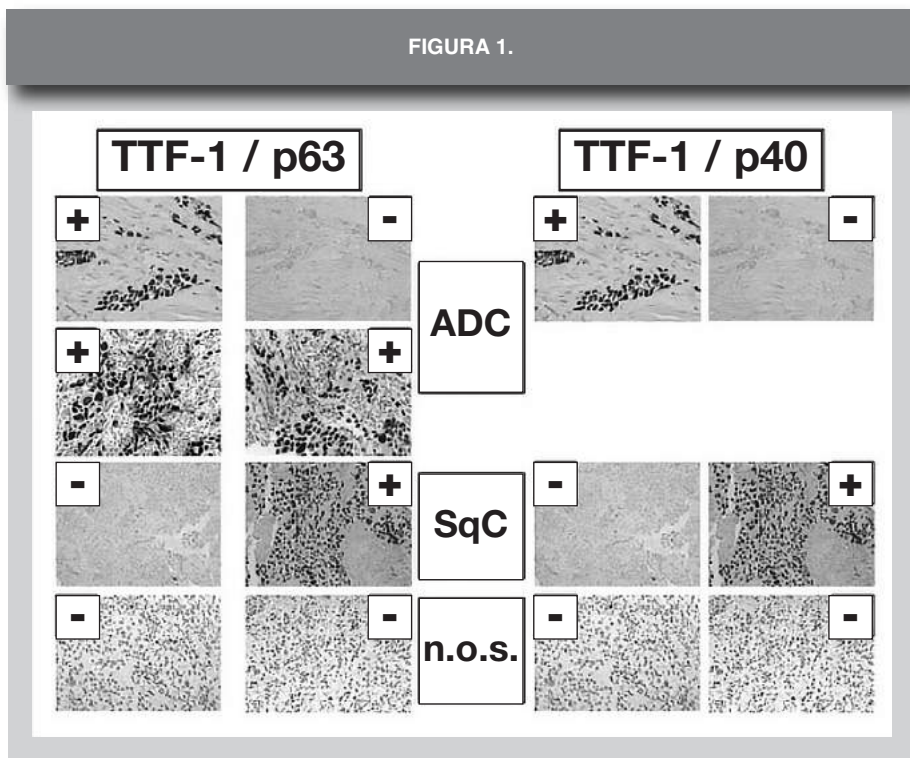 FIGURA 1.
TTF-1 / p63
TTF-1 / p40
+ -
+ -
ADC
+ +
- +
SqC
- +
- -
n.o.s.
- -